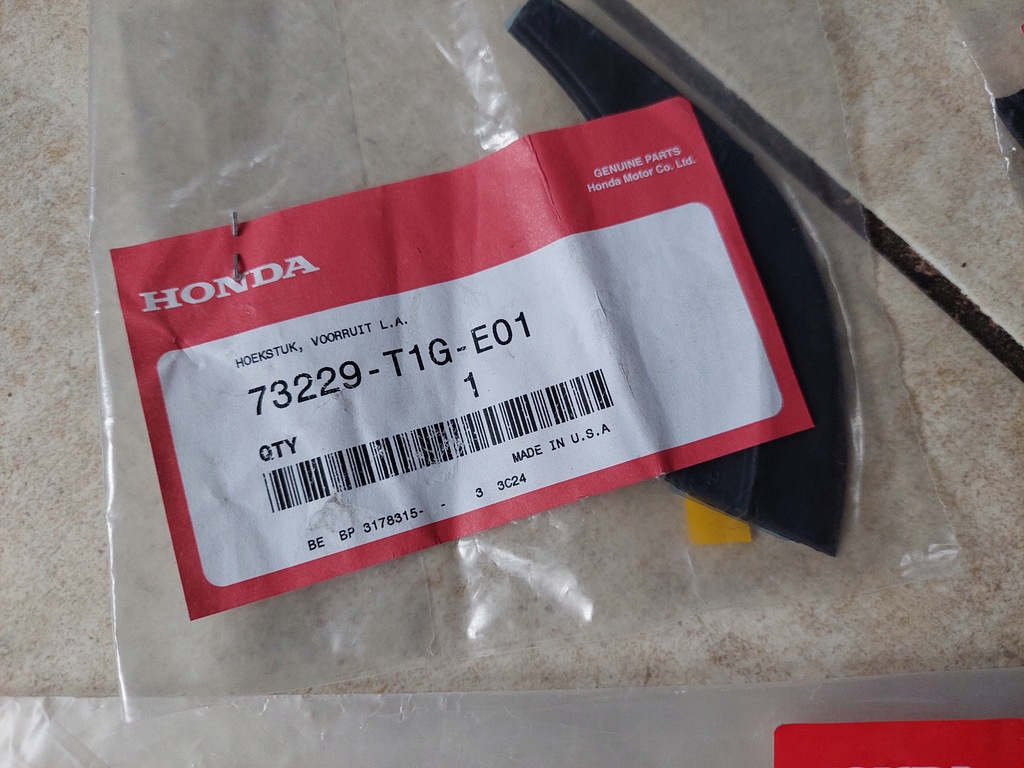 GENUINE PARTS
Honda Motor Co. Ltd.
HONDA
HOEKSTUK, VOORRUIT L.A.
73229-T1G-E01
1
QTY
MADE IN U.S.A
BE BP 3178315- - 3 3C24
HONDA